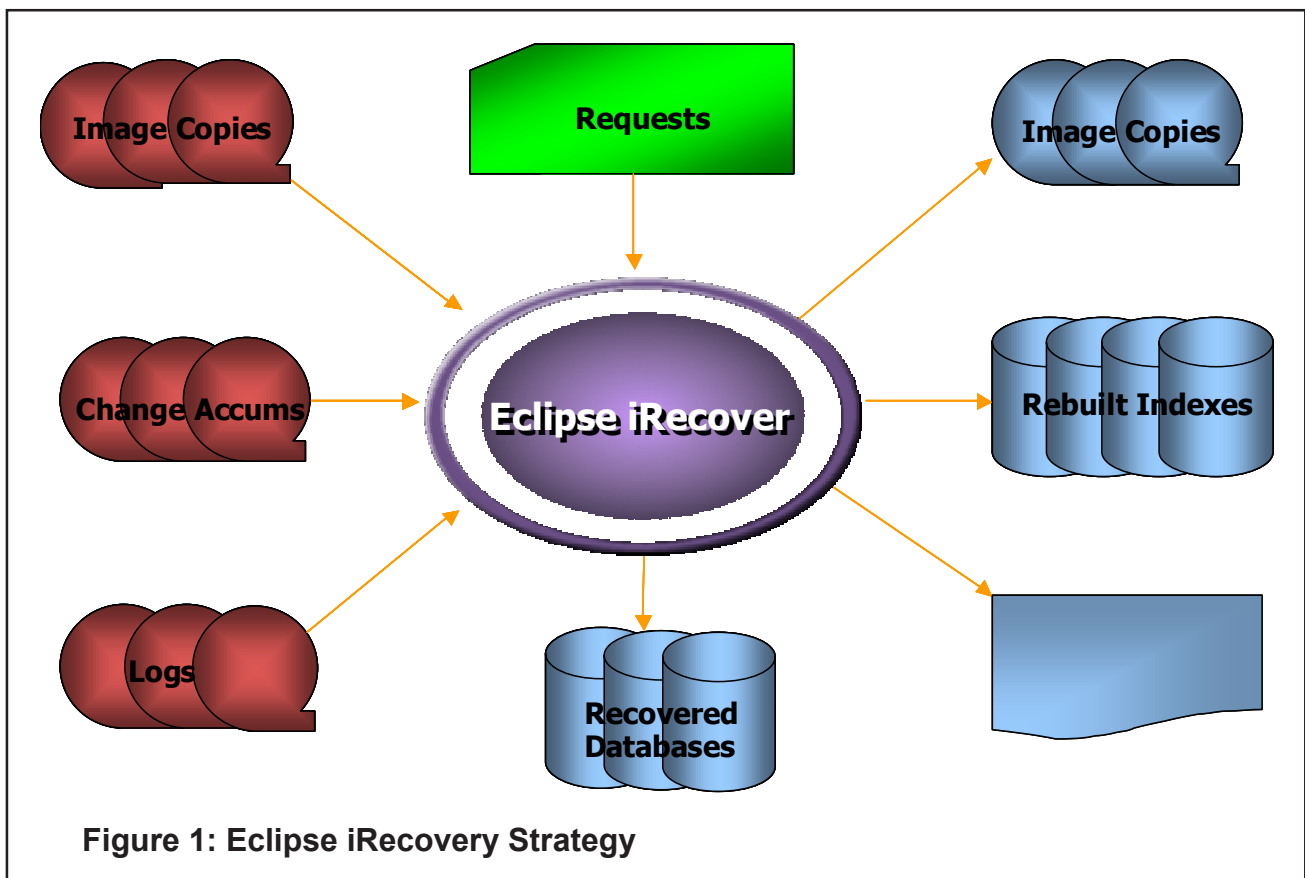 Image Copies
Requests
Image Copies
Change Accums
Eclipse iRecover
Rebuilt Indexes
Logs
Recovered
Databases
Figure 1: Eclipse iRecovery Strategy